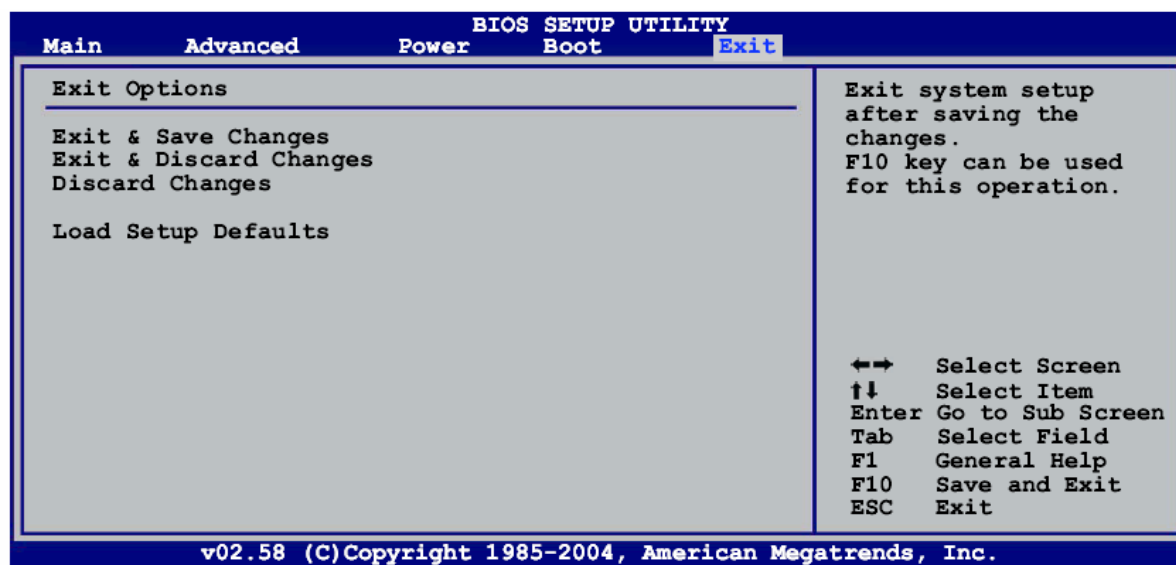 BIOS SETUP UTILITY
Main Advanced Power Boot Exit
Exit Options
Exit & Save Changes
Exit & Discard Changes
Discard Changes
Load Setup Defaults
Exit system setup
after saving the
changes.
F10 key can be used
for this operation.
←→ Select Screen
↑↓ Select Item
Enter Go to Sub Screen
Tab Select Field
F1 General Help
F10 Save and Exit
ESC Exit
v02.58 (C)Copyright 1985-2004, American Megatrends, Inc.